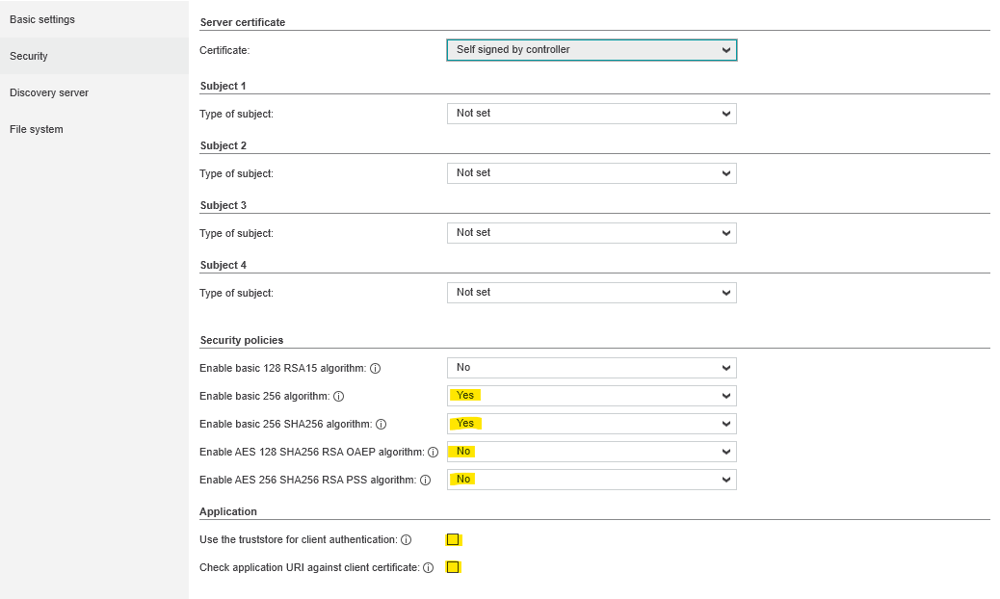 Basic settings
Security
Discovery server
File system
Server certificate
Certificate: Self signed by controller
Subject 1
Type of subject: Not set
Subject 2
Type of subject: Not set
Subject 3
Type of subject: Not set
Subject 4
Type of subject: Not set
Security policies
Enable basic 128 RSA15 algorithm: No
Enable basic 256 algorithm: Yes
Enable basic 256 SHA256 algorithm: Yes
Enable AES 128 SHA256 RSA OAEP algorithm: No
Enable AES 256 SHA256 RSA PSS algorithm: No
Application
Use the truststore for client authentication:
Check application URI against client certificate: